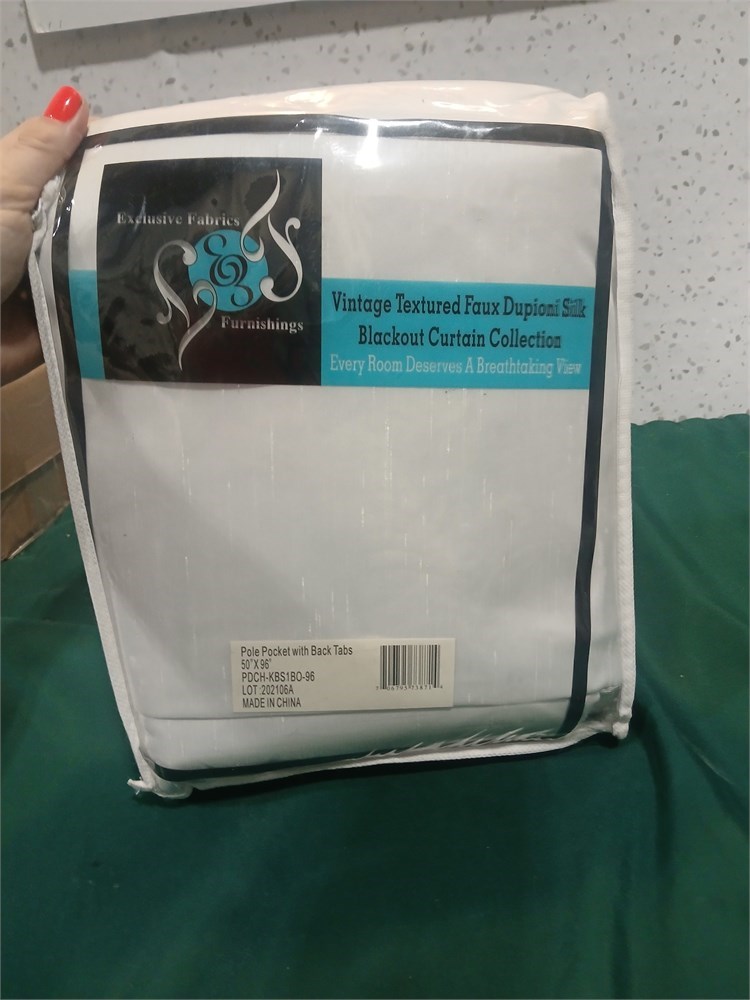 Exclusive Fabrics
&
Furnishings
Vintage Textured Faux Dupioni Silk
Blackout Curtain Collection
Every Room Deserves A Breathtaking View
Pole Pocket with Back Tabs
50"X 96"
PDCH-KBS1BO-96
LOT:202106A
MADE IN CHINA